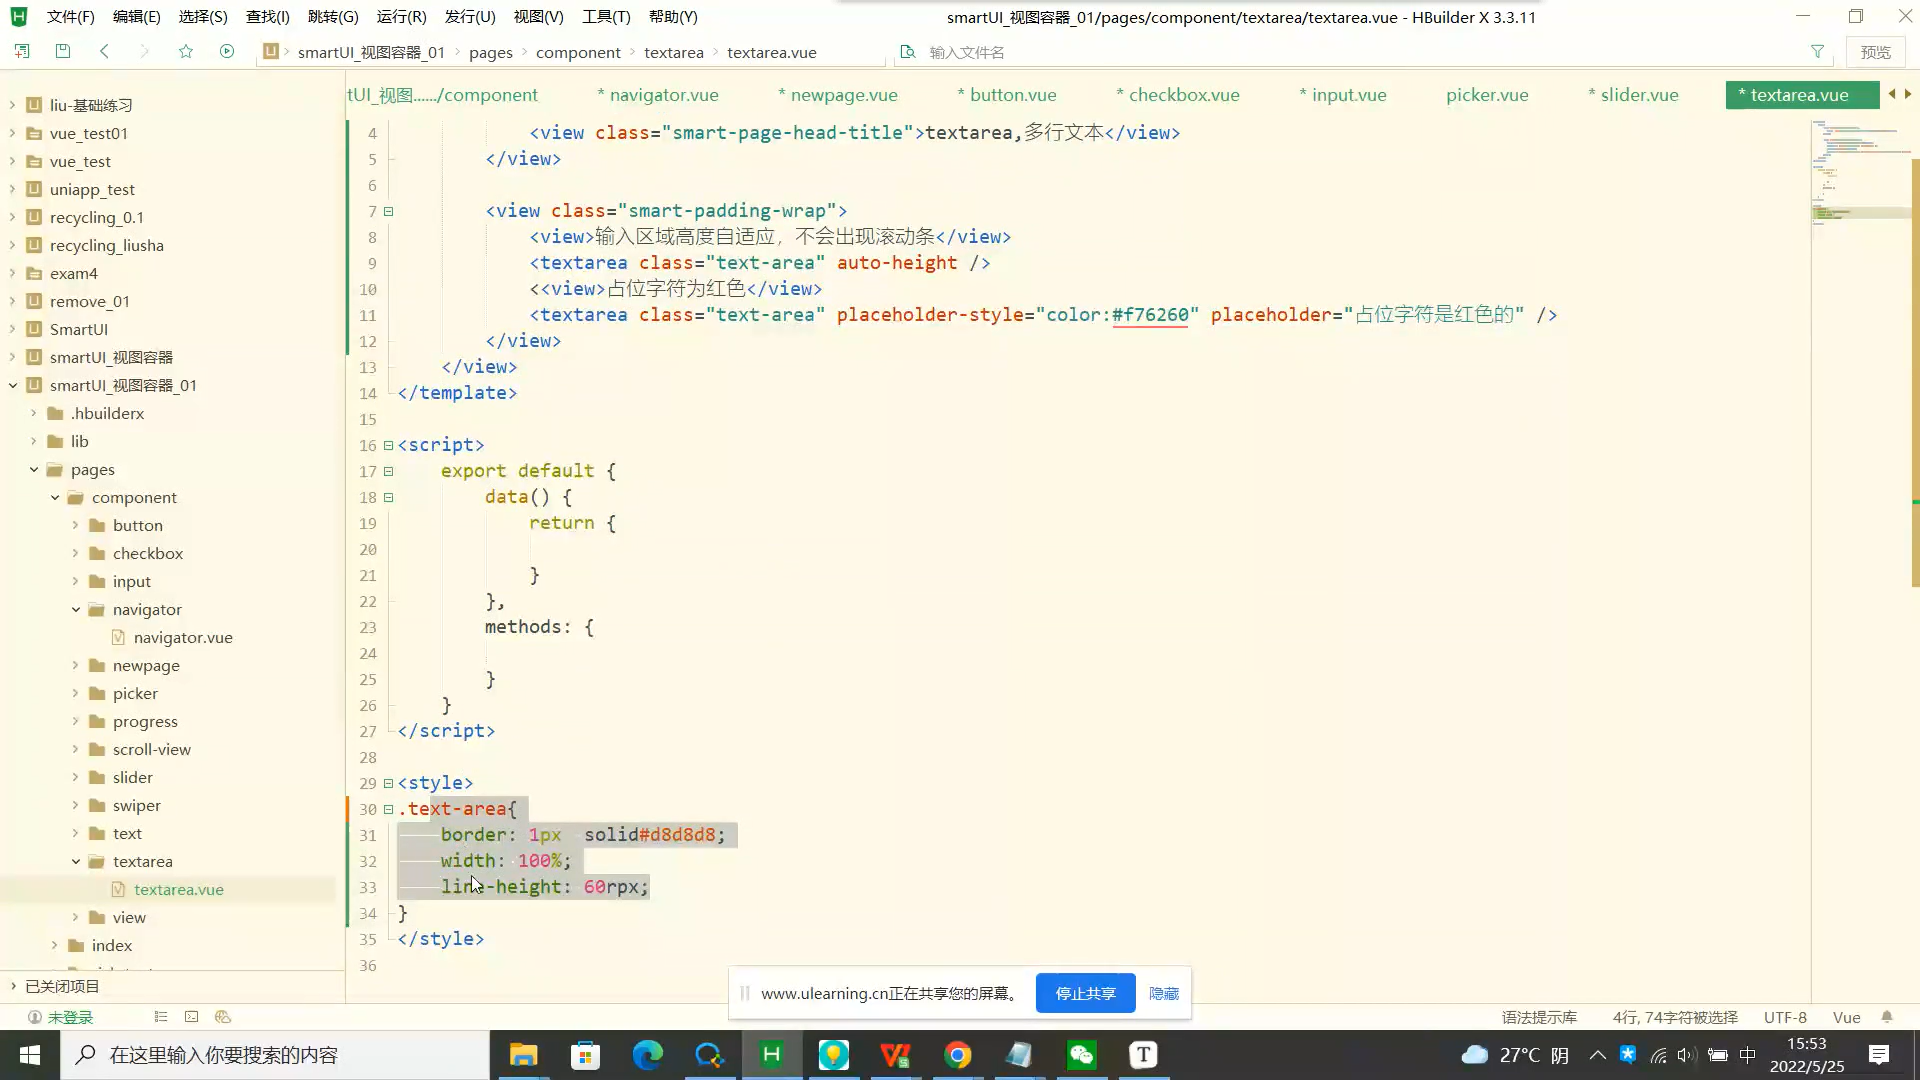 文件(F) 编辑(E) 选择(S) 查找(I) 跳转(G) 运行(R) 发行(U) 视图(V) 工具(T) 帮助(Y) smartUI_视图容器_01/pages/component/textarea/textarea.vue - HBuilder X 3.3.11
smartUI_视图容器_01 pages component textarea textarea.vue 输入文件名 预览
tUI_视图....../component * navigator.vue * newpage.vue * button.vue * checkbox.vue * input.vue picker.vue * slider.vue * textarea.vue
liu-基础练习
vue_test01
vue_test
uniapp_test
recycling_0.1
recycling_liusha
exam4
remove_01
SmartUI
smartUI_视图容器
smartUI_视图容器_01
.hbuilderx
lib
pages
component
button
checkbox
input
navigator
navigator.vue
newpage
picker
progress
scroll-view
slider
swiper
text
textarea
textarea.vue
view
index
已关闭项目
4 <view class="smart-page-head-title">textarea,多行文本</view>
5 </view>
6
7 <view class="smart-padding-wrap">
8 <view>输入区域高度自适应，不会出现滚动条</view>
9 <textarea class="text-area" auto-height />
10 <<view>占位字符为红色</view>
11 <textarea class="text-area" placeholder-style="color:#f76260" placeholder="占位字符是红色的" />
12 </view>
13 </view>
14 </template>
15
16 <script>
17 export default {
18 data() {
19 return {
20
21 }
22 },
23 methods: {
24
25 }
26 }
27 </script>
28
29 <style>
30 .text-area{
31 border: 1px solid#d8d8d8;
32 width: 100%;
33 line-height: 60rpx;
34 }
35 </style>
36
www.ulearning.cn正在共享您的屏幕。 停止共享 隐藏
未登录 语法提示库 4行, 74字符被选择 UTF-8 Vue
在这里输入你要搜索的内容 27°C 阴 中 15:53
2022/5/25